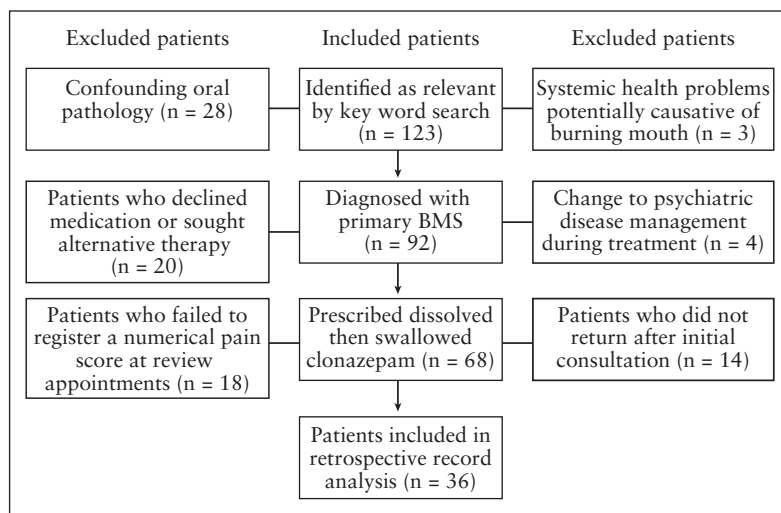 Excluded patients
Included patients
Excluded patients
Confounding oral
pathology (n = 28)
Identified as relevant
by key word search
(n = 123)
Systemic health problems
potentially causative of
burning mouth (n = 3)
Patients who declined
medication or sought
alternative therapy
(n = 20)
Diagnosed with
primary BMS
(n = 92)
Change to psychiatric
disease management
during treatment (n = 4)
Patients who failed to
register a numerical pain
score at review
appointments (n = 18)
Prescribed dissolved
then swallowed
clonazepam (n = 68)
Patients who did not
return after initial
consultation (n = 14)
Patients included in
retrospective record
analysis (n = 36)